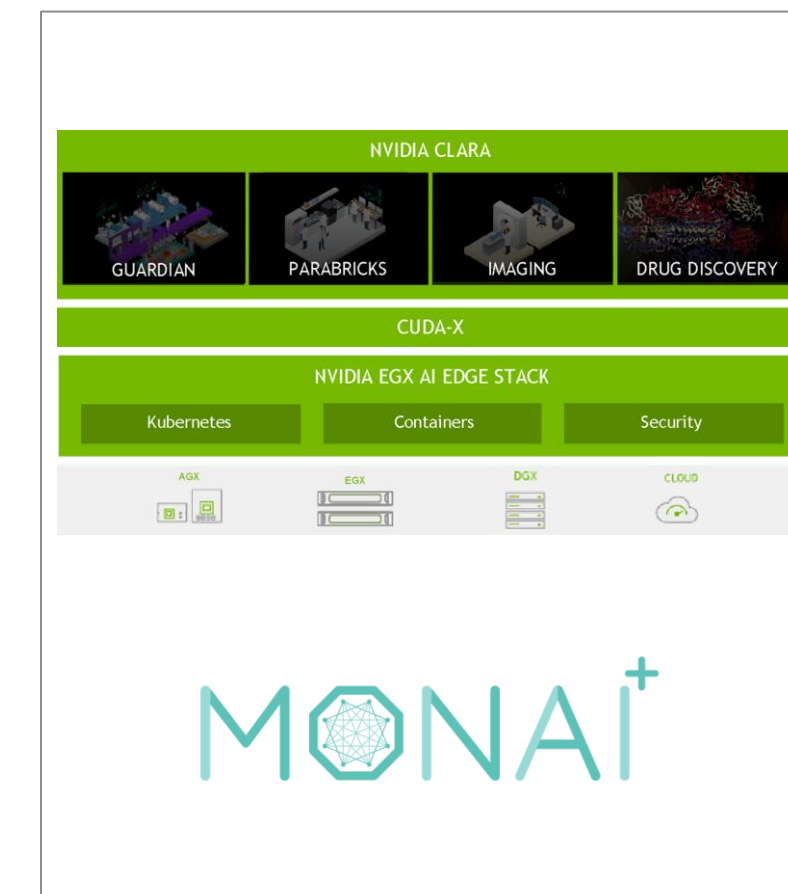 NVIDIA CLARA
GUARDIAN PARABRICKS IMAGING DRUG DISCOVERY
CUDA-X
NVIDIA EGX AI EDGE STACK
Kubernetes Containers Security
AGX EGX DGX CLOUD
MONAI+